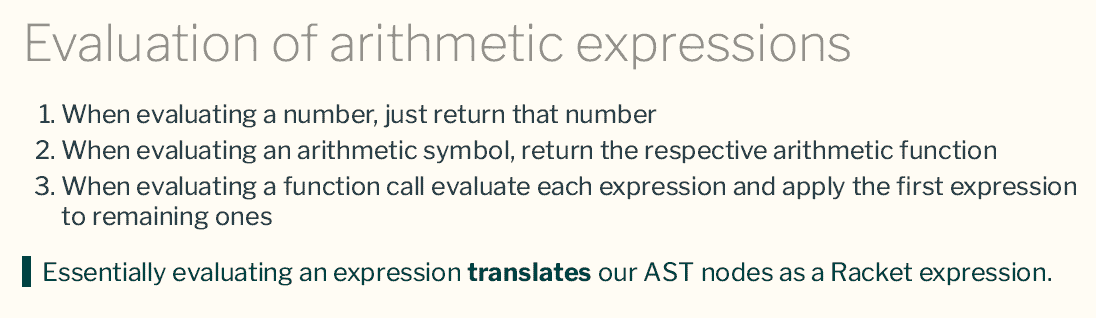 Evaluation of arithmetic expressions
1. When evaluating a number, just return that number
2. When evaluating an arithmetic symbol, return the respective arithmetic function
3. When evaluating a function call evaluate each expression and apply the first expression
to remaining ones
Essentially evaluating an expression translates our AST nodes as a Racket expression.